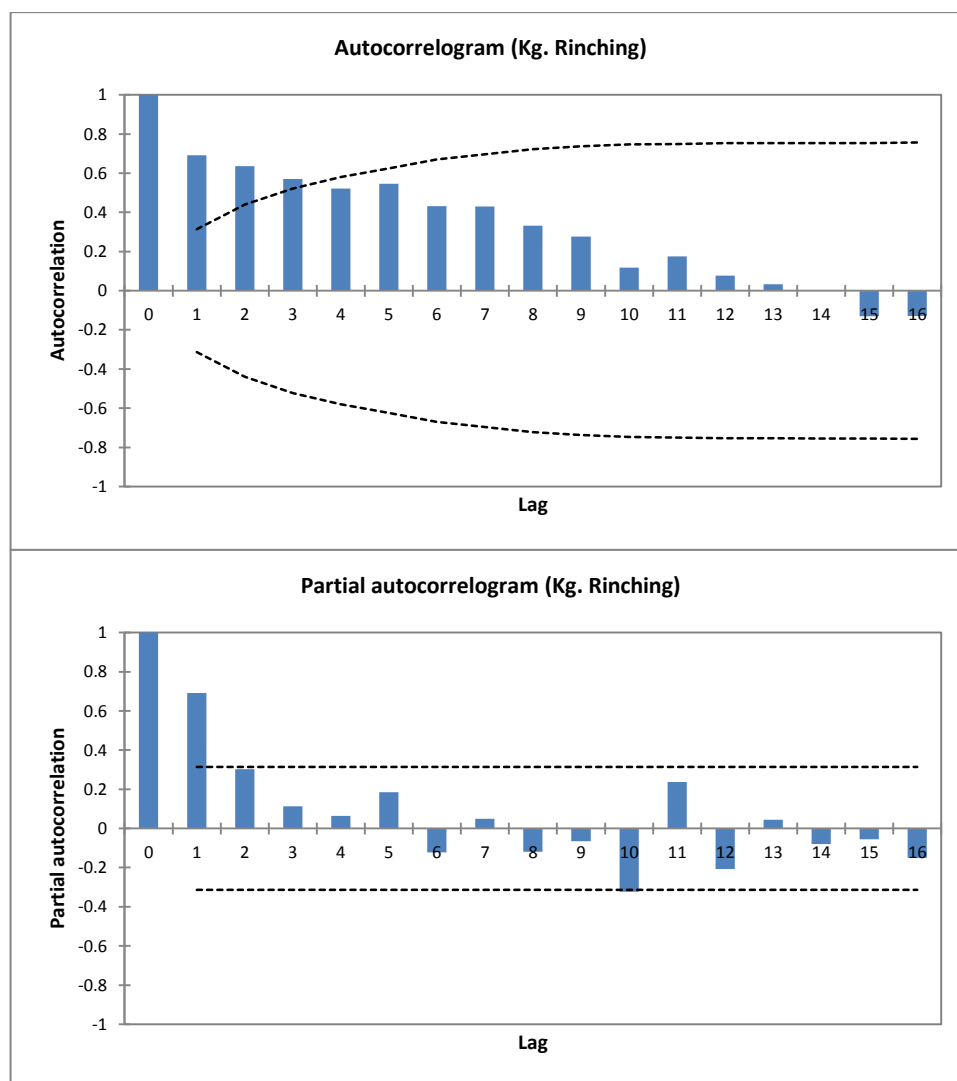 Autocorrelogram (Kg. Rinching)
1
0.8
0.6
0.4
0.2
0
-0.2
-0.4
-0.6
-0.8
-1
0 1 2 3 4 5 6 7 8 9 10 11 12 13 14 15 16
Autocorrelation
Lag
Partial autocorrelogram (Kg. Rinching)
1
0.8
0.6
0.4
0.2
0
-0.2
-0.4
-0.6
-0.8
-1
0 1 2 3 4 5 6 7 8 9 10 11 12 13 14 15 16
Partial autocorrelation
Lag